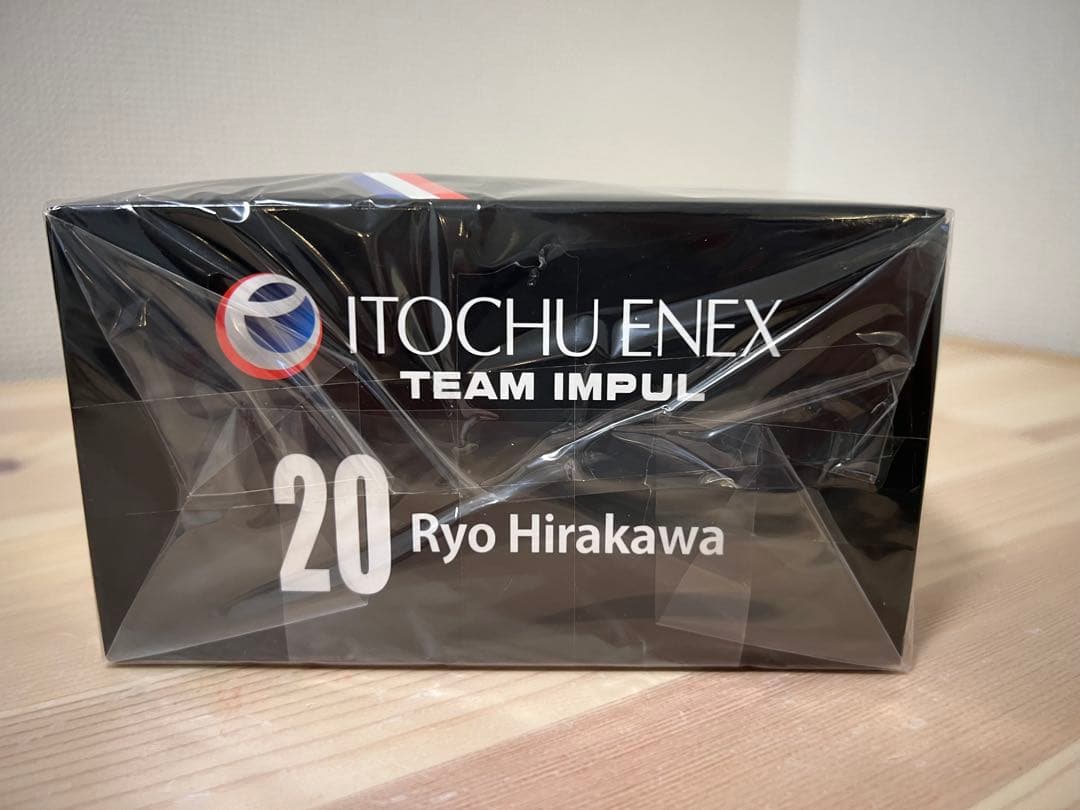 ITOCHU ENEX
TEAM IMPUL
20 Ryo Hirakawa